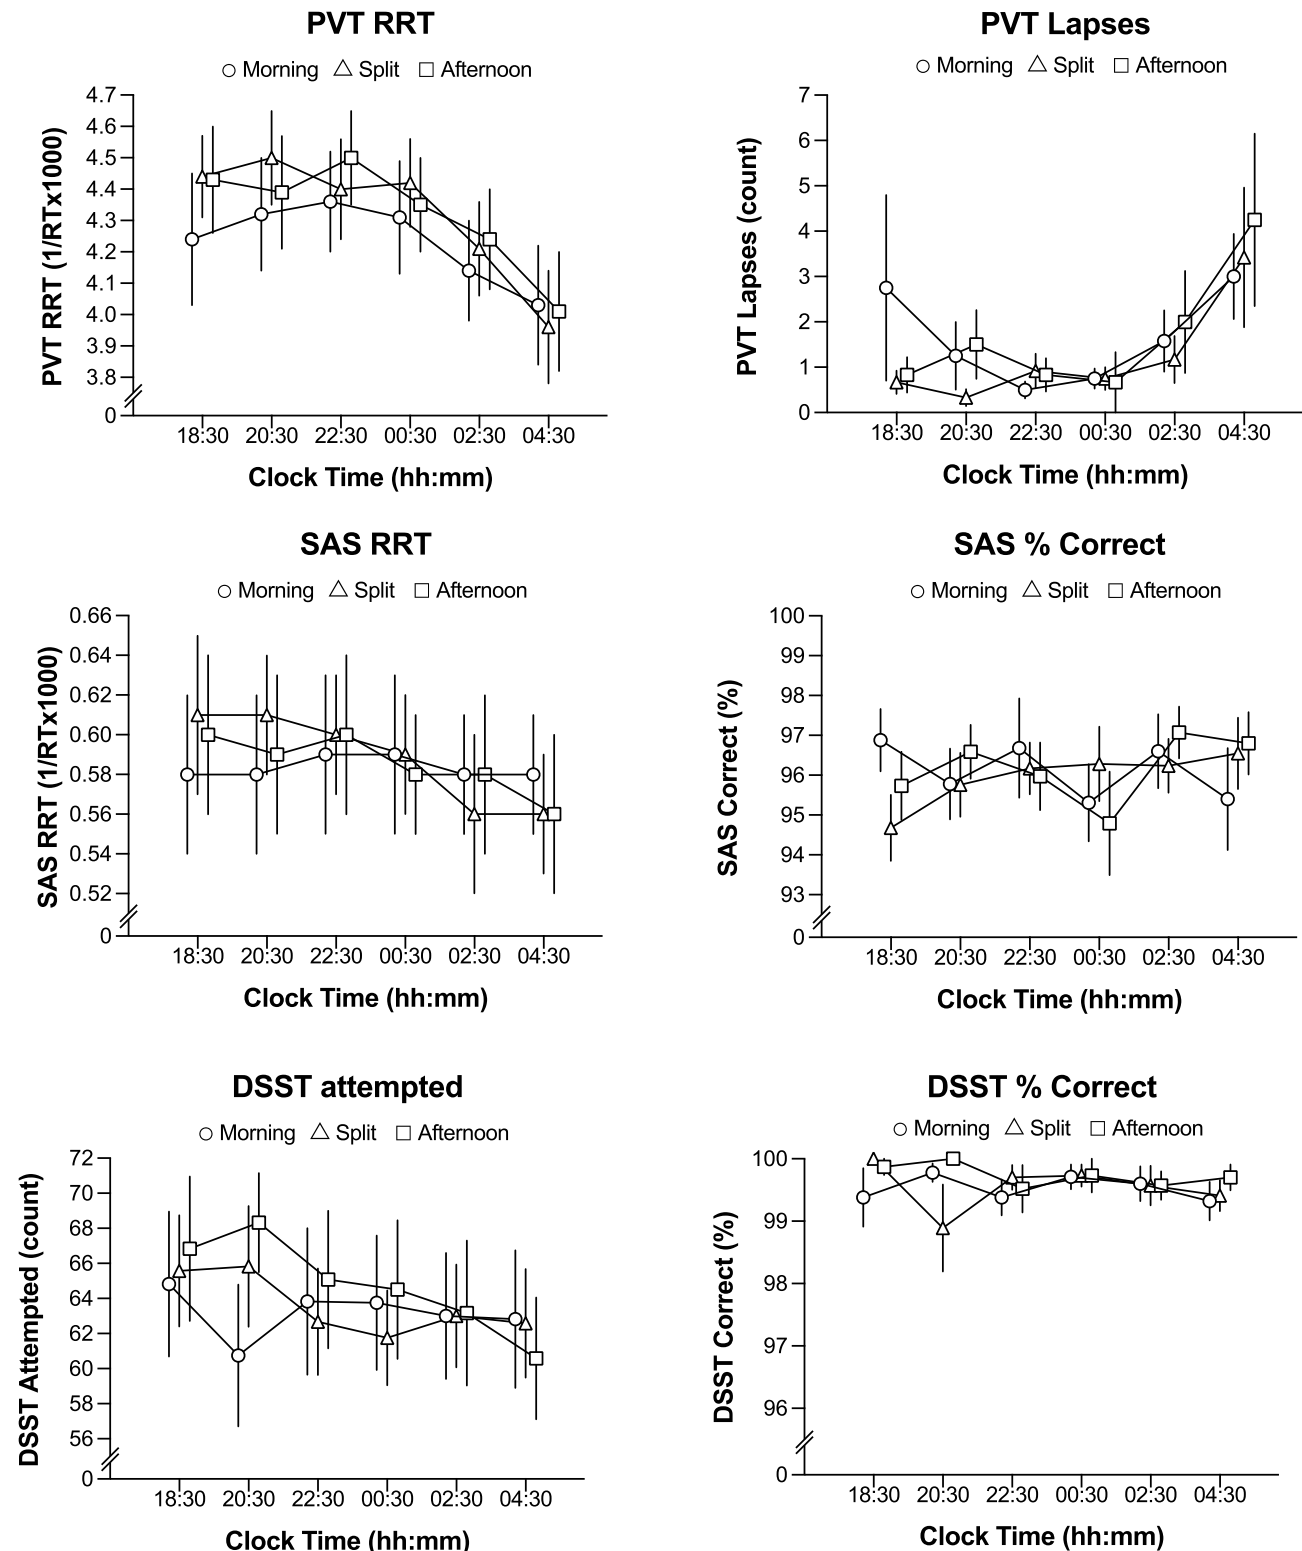 PVT RRT
Morning Split Afternoon
PVT RRT (1/RTx1000)
4.7
4.6
4.5
4.4
4.3
4.2
4.1
4.0
3.9
3.8
0
18:30 20:30 22:30 00:30 02:30 04:30
Clock Time (hh:mm)
PVT Lapses
Morning Split Afternoon
PVT Lapses (count)
7
6
5
4
3
2
1
0
18:30 20:30 22:30 00:30 02:30 04:30
Clock Time (hh:mm)
SAS RRT
Morning Split Afternoon
SAS RRT (1/RTx1000)
0.66
0.64
0.62
0.60
0.58
0.56
0.54
0.52
0
18:30 20:30 22:30 00:30 02:30 04:30
Clock Time (hh:mm)
SAS % Correct
Morning Split Afternoon
SAS Correct (%)
100
99
98
97
96
95
94
93
0
18:30 20:30 22:30 00:30 02:30 04:30
Clock Time (hh:mm)
DSST attempted
Morning Split Afternoon
DSST Attempted (count)
72
70
68
66
64
62
60
58
56
0
18:30 20:30 22:30 00:30 02:30 04:30
Clock Time (hh:mm)
DSST % Correct
Morning Split Afternoon
DSST Correct (%)
100
99
98
97
96
0
18:30 20:30 22:30 00:30 02:30 04:30
Clock Time (hh:mm)